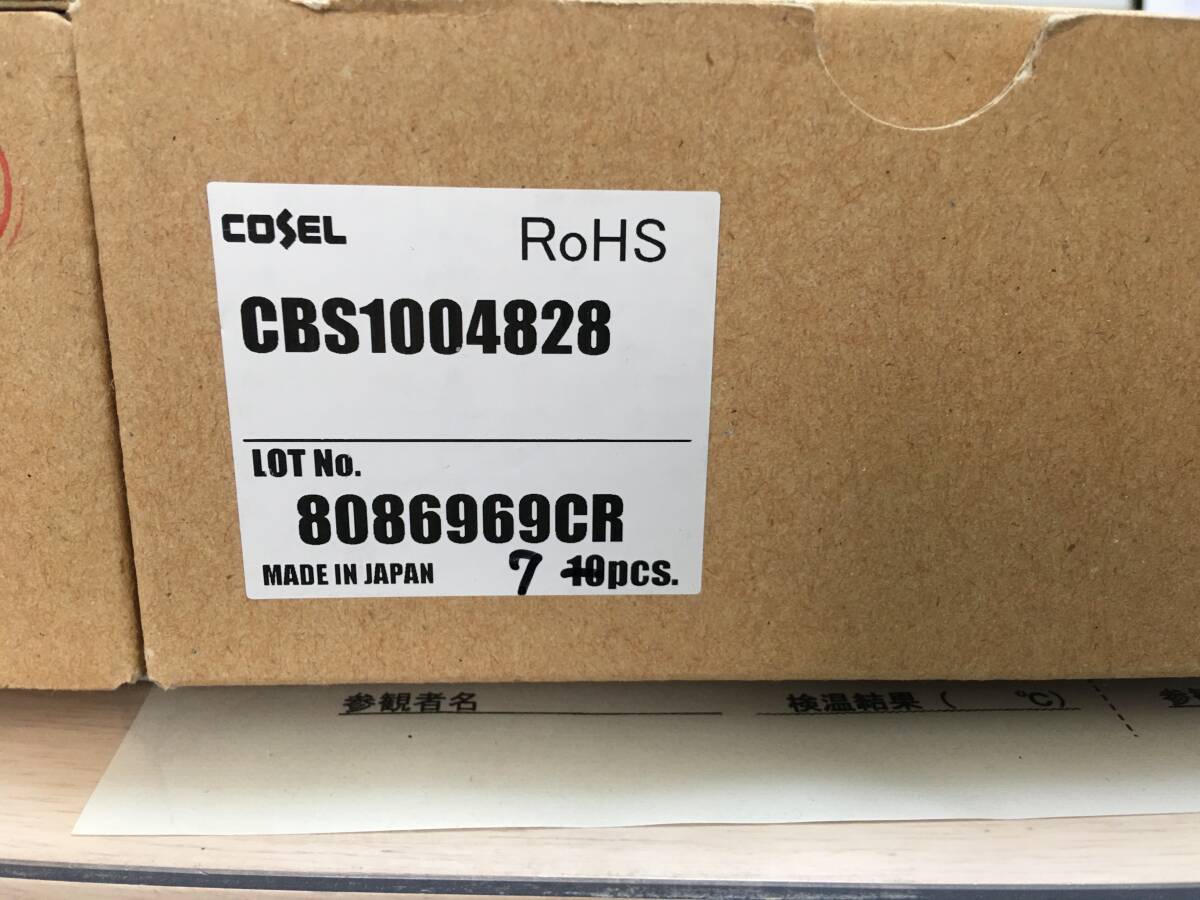 COSEL RoHS
CBS1004828
LOT No.
8086969CR
MADE IN JAPAN 7 10pcs.
参観者名 検温結果 ( ℃)